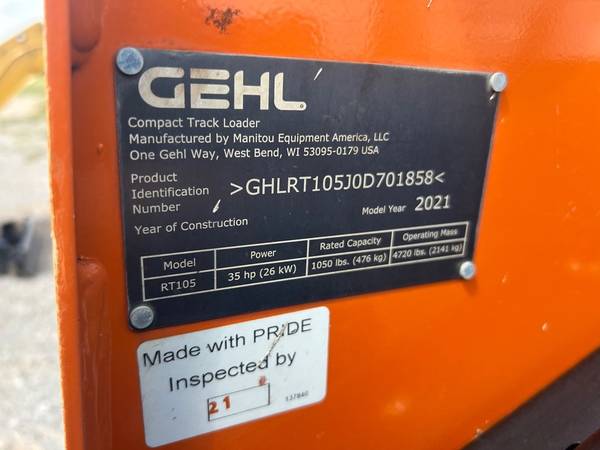 GEHL
Compact Track Loader
Manufactured by Manitou Equipment America, LLC
One Gehl Way, West Bend, WI 53095-0179 USA
Product
Identification >GHLRT105J0D701858<
Number
Model Year 2021
Year of Construction
Model Power Rated Capacity Operating Mass
RT105 35 hp (26 kW) 1050 lbs. (476 kg) 4720 lbs. (2141 kg)
Made with PRIDE
Inspected by
21
137840